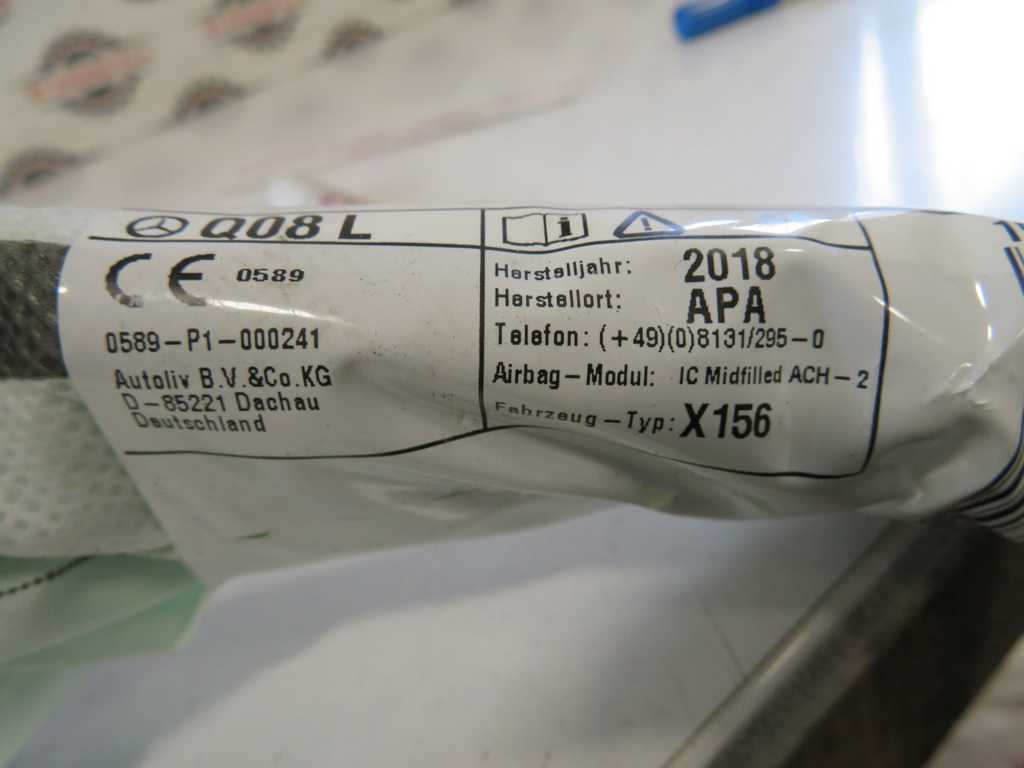 Q08 L
CE 0589
0589-P1-000241
Autoliv B.V.&Co.KG
D-85221 Dachau
Deutschland
Herstelljahr: 2018
Herstellort: APA
Telefon: (+49)(0)8131/295-0
Airbag-Modul: IC Midfilled ACH-2
Fahrzeug-Typ: X156